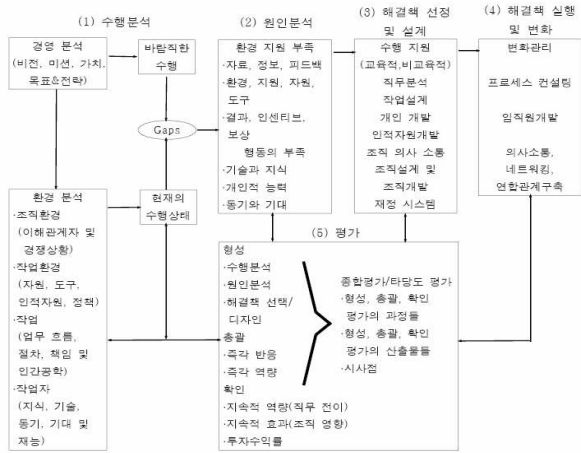 (1) 수행분석
경영 분석
(비전, 미션, 가치,
목표&전략)
바람직한
수행
Gaps
환경 분석
·조직환경
(이해관계자 및
경쟁상황)
·작업환경
(자원, 도구,
인적자원, 정책)
·작업
(업무 흐름,
절차, 책임 및
인간공학)
·작업자
(지식, 기술,
동기, 기대 및
재능)
현재의
수행상태
(2) 원인분석
환경 지원 부족
·자료, 정보, 피드백
·환경, 지원, 자원,
도구
·결과, 인센티브,
보상
행동의 부족
·기술과 지식
·개인적 능력
·동기와 기대
(3) 해결책 선정
및 설계
수행 지원
(교육적,비교육적)
직무분석
작업설계
개인 개발
인적자원개발
조직 의사 소통
조직설계 및
조직개발
재정 시스템
(4) 해결책 실행
및 변화
변화관리
프로세스 컨설팅
임직원개발
의사소통,
네트워킹,
연합관계구축
(5) 평가
형성
·수행분석
·원인분석
·해결책 선택/
디자인
총괄
·즉각 반응
·즉각 역량
확인
·지속적 역량(직무 전이)
·지속적 효과(조직 영향)
·투자수익률
종합평가/타당도 평가
·형성, 총괄, 확인
평가의 과정들
·형성, 총괄, 확인
평가의 산출물들
·시사점